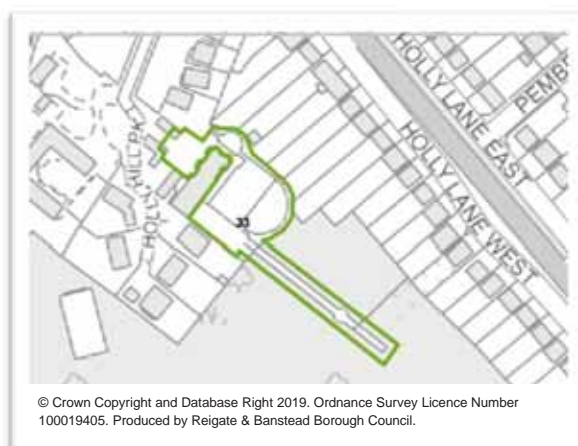 HOLLY LANE EAST
PEMBE
HOLLY LANE WEST
HOLLY HILL PK
33
© Crown Copyright and Database Right 2019. Ordnance Survey Licence Number
100019405. Produced by Reigate & Banstead Borough Council.